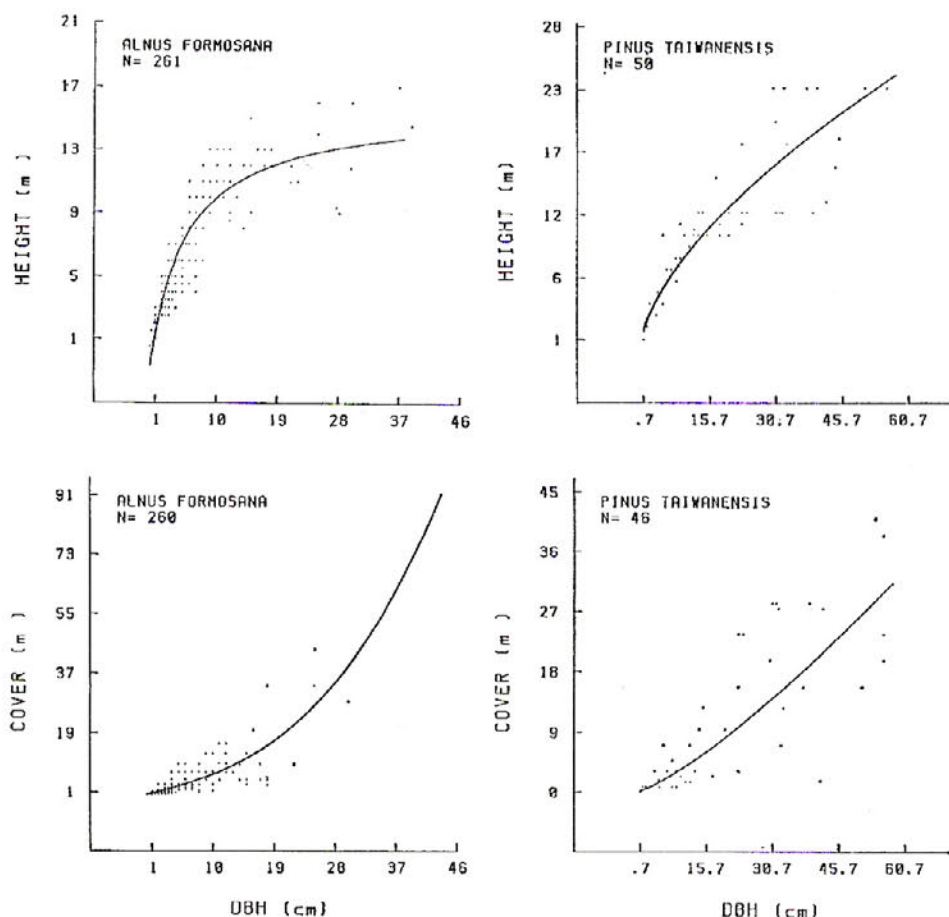 ALNUS FORMOSANA
N= 261
HEIGHT (m)
21
17
13
9
5
1
1 10 19 28 37 46
PINUS TAIWANENSIS
N= 50
HEIGHT (m)
28
23
17
12
6
1
.7 15.7 30.7 45.7 60.7
ALNUS FORMOSANA
N= 260
COVER (m)
91
73
55
37
19
1
1 10 19 28 37 46
DBH (cm)
PINUS TAIWANENSIS
N= 46
COVER (m)
45
36
27
18
9
0
.7 15.7 30.7 45.7 60.7
DBH (cm)